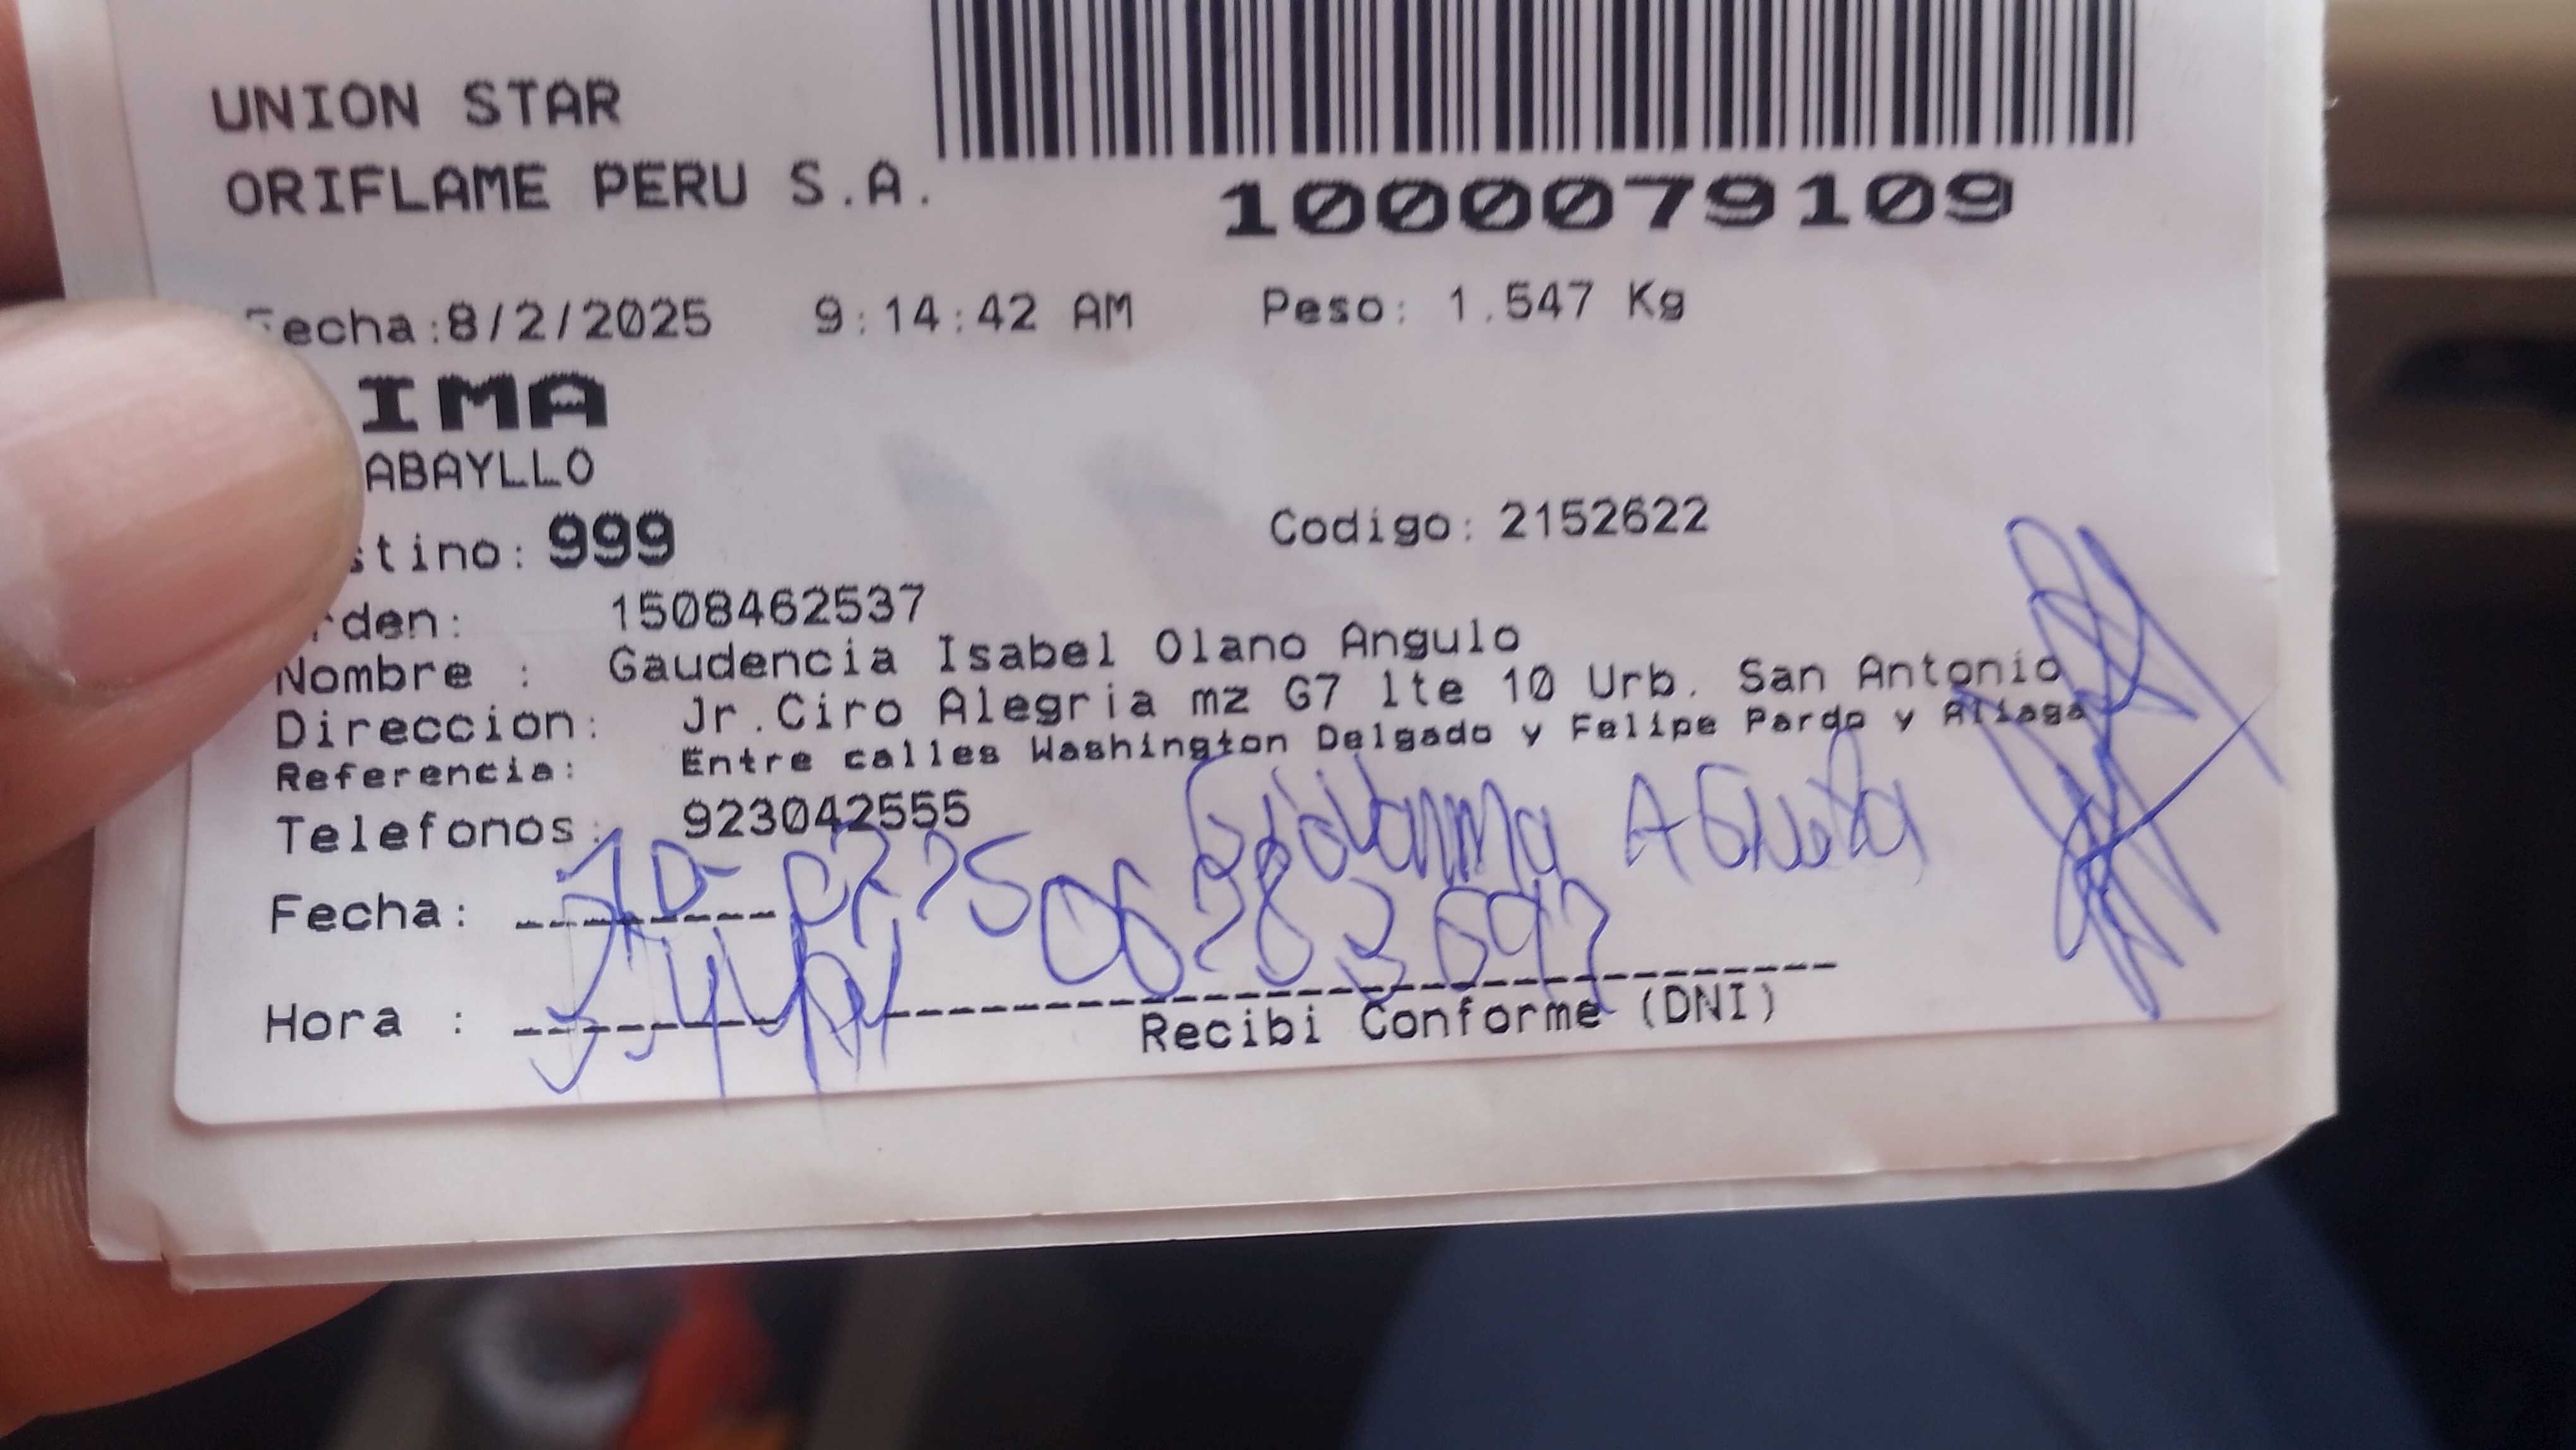 UNION STAR
ORIFLAME PERU S.A.
1000079109
Fecha:8/2/2025 9:14:42 AM Peso: 1.547 Kg
IMA
ABAYLLO
stino: 999 Codigo: 2152622
rden: 1508462537
Nombre : Gaudencia Isabel Olano Angulo
Direccion: Jr.Ciro Alegria mz G7 lte 10 Urb. San Antonio
Referencia: Entre calles Washington Delgado y Felipe Pardo y Aliaga
Telefonos: 923042555
Giovanna
Fecha:
Hora :
Recibi Conforme (DNI)